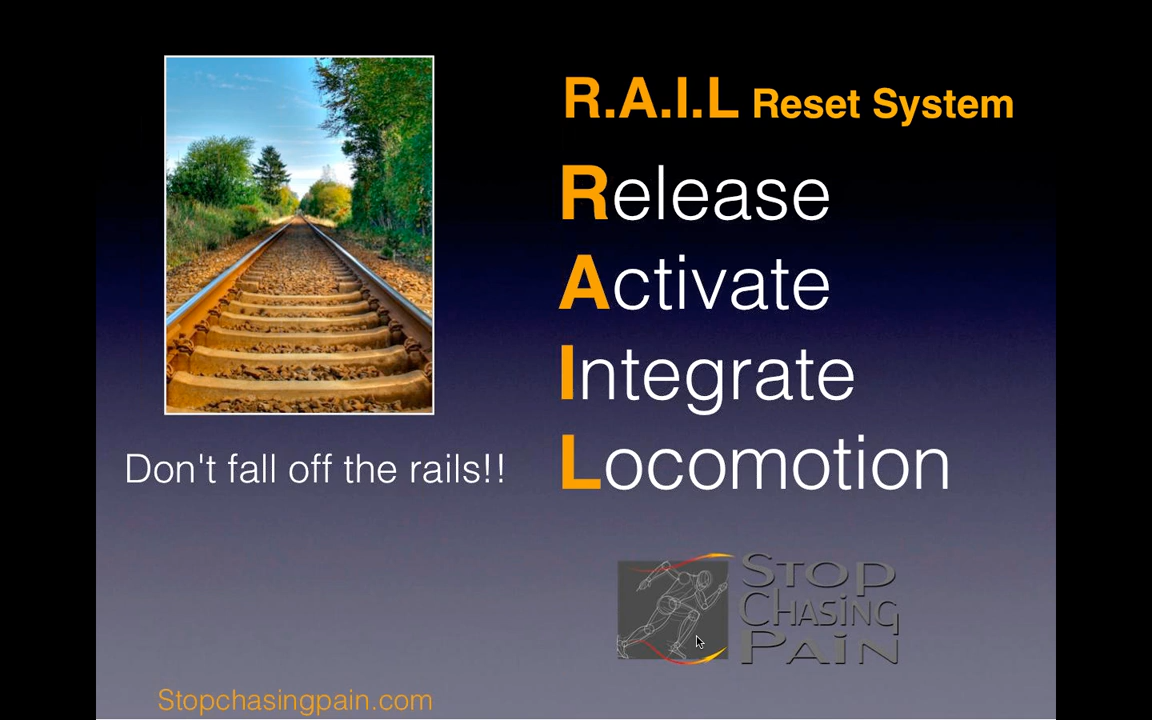 R.A.I.L Reset System
Release
Activate
Integrate
Locomotion
Don't fall off the rails!!
Stop
Chasing
Pain
Stopchasingpain.com